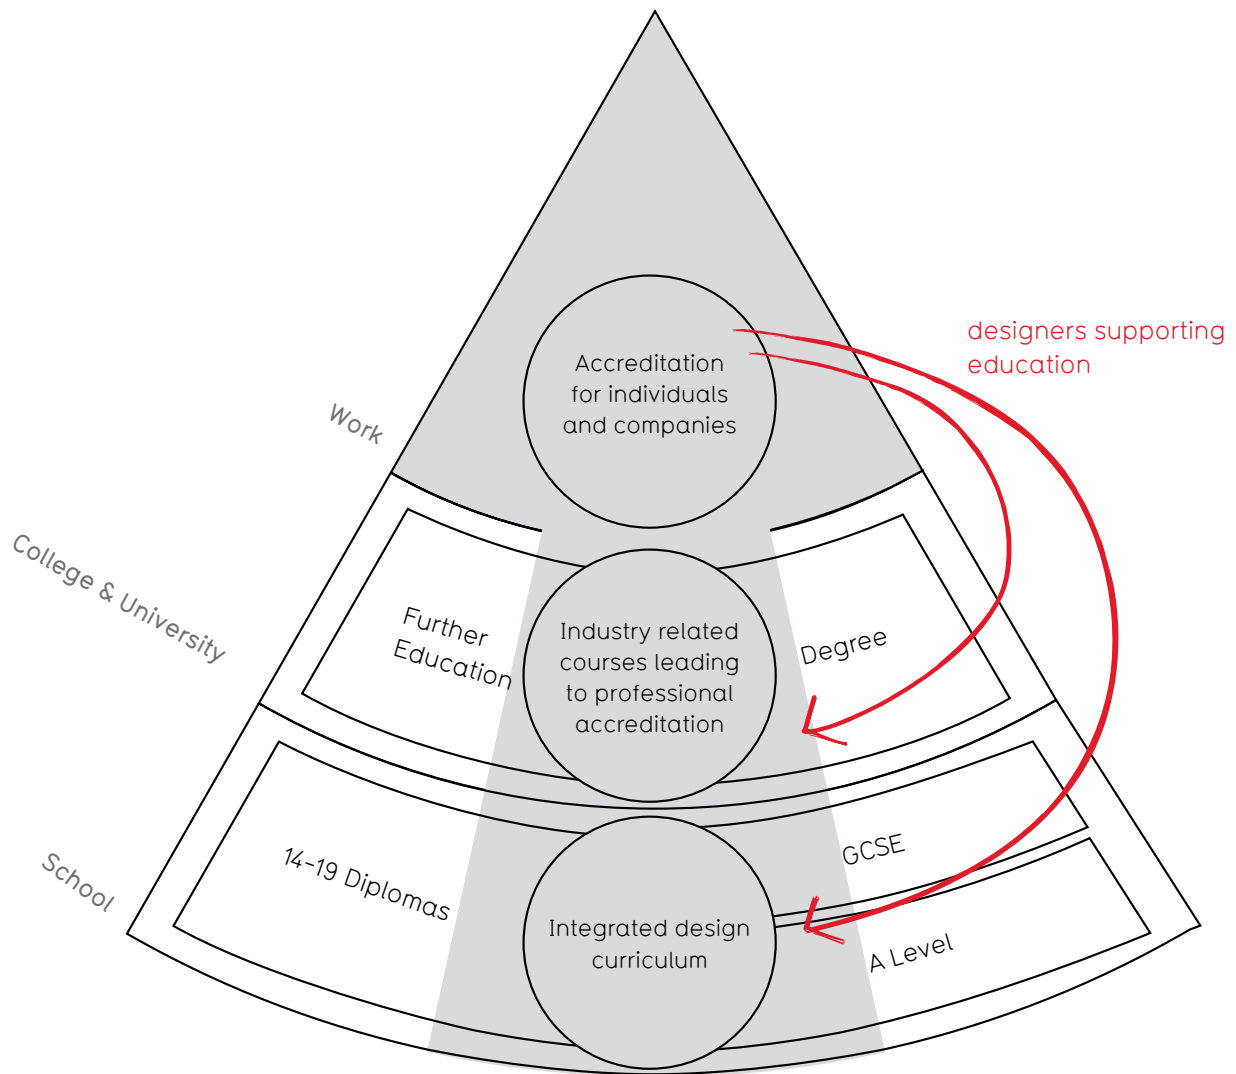 designers supporting
education
Accreditation
for individuals
and companies
Work
College & University
Further
Education
Industry related
courses leading
to professional
accreditation
Degree
School
14-19 Diplomas
GCSE
Integrated design
curriculum
A Level